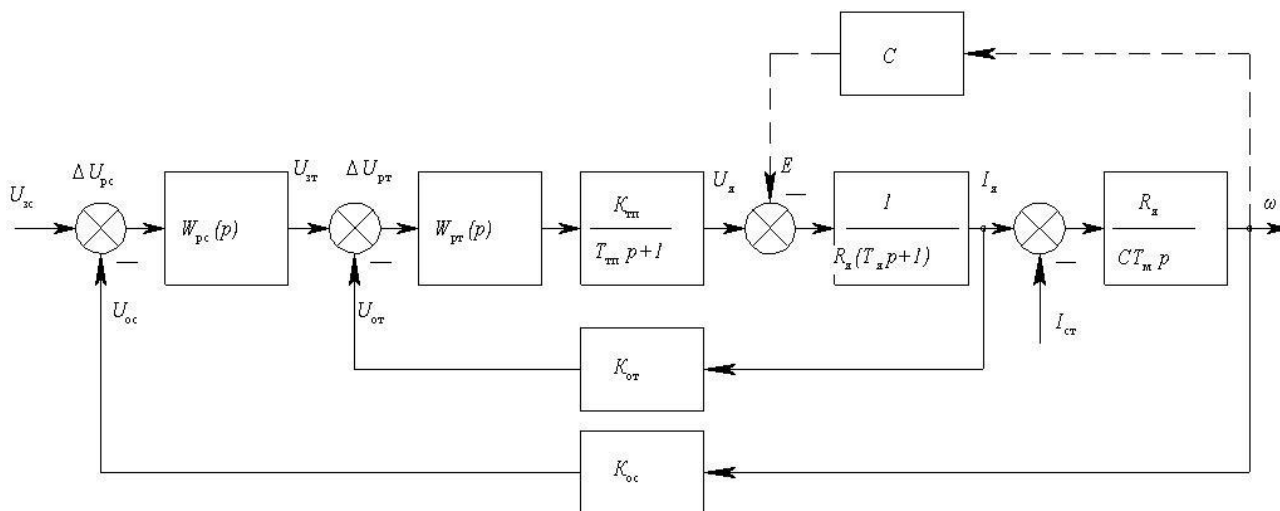 C
U_зс
ΔU_рс
W_рс(p)
U_зт
ΔU_рт
W_рт(p)
K_тп
T_тп p+1
U_я
E
1
R_я(T_я p+1)
I_я
R_я
CT_м p
ω
U_ос
U_от
I_ст
K_от
K_ос